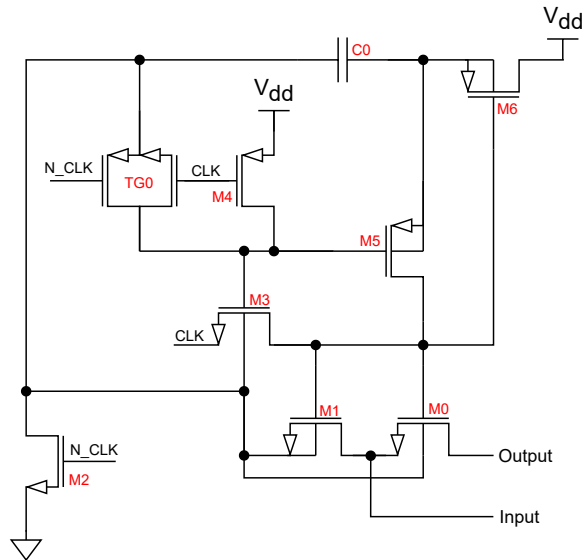 Vdd
C0
M6
Vdd
N_CLK
TG0
CLK
M4
M5
M3
CLK
M1
M0
N_CLK
M2
Output
Input